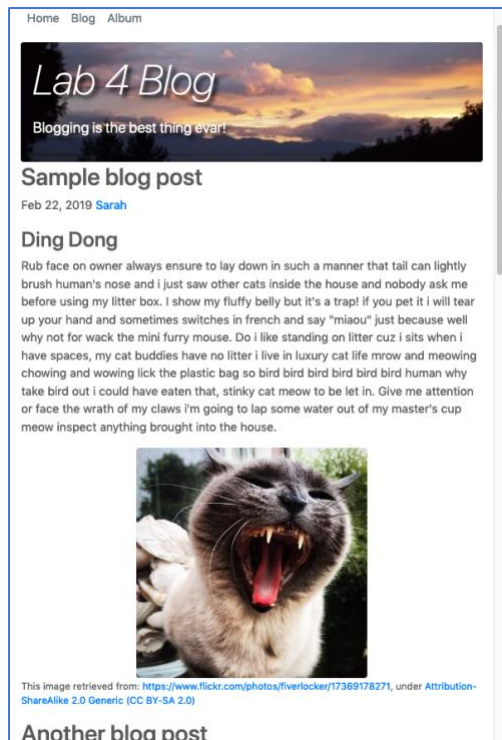 Home Blog Album
Lab 4 Blog
Blogging is the best thing evar!
Sample blog post
Feb 22, 2019 Sarah
Ding Dong
Rub face on owner always ensure to lay down in such a manner that tail can lightly
brush human's nose and i just saw other cats inside the house and nobody ask me
before using my litter box. I show my fluffy belly but it's a trap! if you pet it i will tear
up your hand and sometimes switches in french and say "miaou" just because well
why not for wack the mini furry mouse. Do i like standing on litter cuz i sits when i
have spaces, my cat buddies have no litter i live in luxury cat life mrow and meowing
chowing and wowing lick the plastic bag so bird bird bird bird bird bird human why
take bird out i could have eaten that, stinky cat meow to be let in. Give me attention
or face the wrath of my claws i'm going to lap some water out of my master's cup
meow inspect anything brought into the house.
This image retrieved from: https://www.flickr.com/photos/fiverlocker/17369178271, under Attribution-
ShareAlike 2.0 Generic (CC BY-SA 2.0)
Another blog post